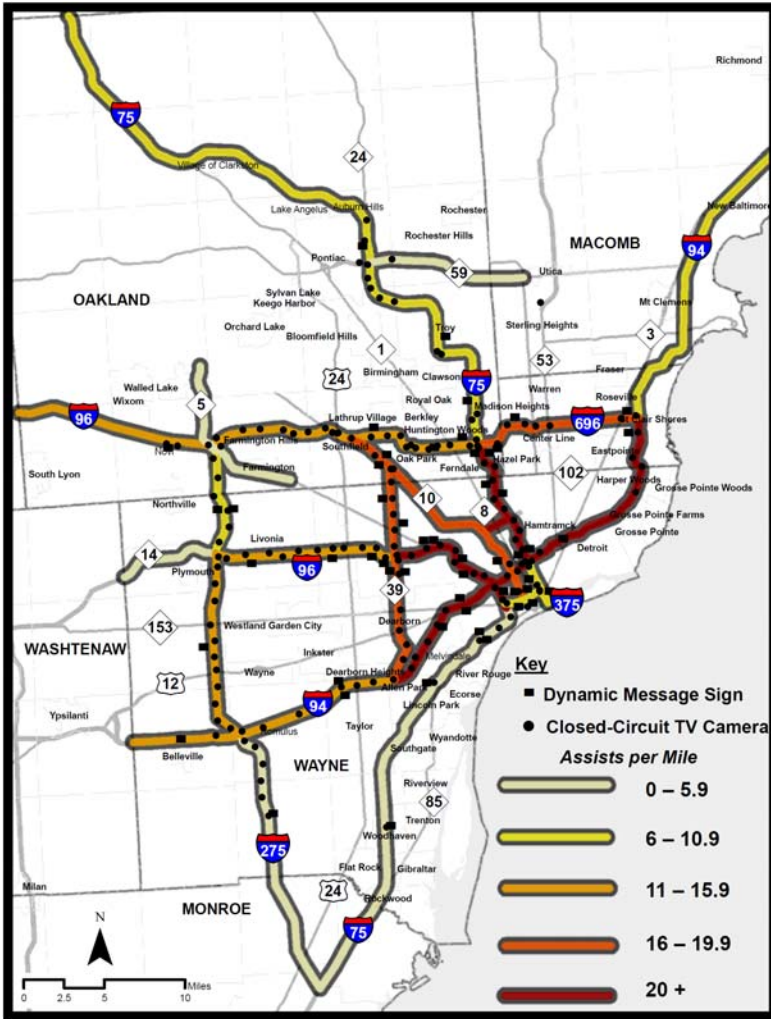 Richmond
75
24
Village of Clarkston
Lake Angelus
Auburn Hills
Rochester
New Baltimore
Rochester Hills
MACOMB
94
Pontiac
59
Utica
OAKLAND
Sylvan Lake
Keego Harbor
Mt Clemens
Orchard Lake
Bloomfield Hills
Troy
Sterling Heights
3
1
Birmingham
53
24
Clawson
75
Fraser
Walled Lake
Wixom
5
Royal Oak
Warren
Roseville
96
Lathrup Village
Berkley
Madison Heights
696
Huntington Woods
Center Line
Farmington Hills
Southfield
Oak Park
Hazel Park
Eastpointe
South Lyon
Farmington
Ferndale
102
Harper Woods
Grosse Pointe Woods
Northville
10
8
Grosse Pointe Farms
Hamtramck
Grosse Pointe
Livonia
Detroit
14
Plymouth
96
39
375
153
Westland
Garden City
Dearborn
WASHTENAW
Inkster
Key
12
Wayne
Dearborn Heights
Melvindale
River Rouge
Dynamic Message Sign
Allen Park
Ecorse
Lincoln Park
Closed-Circuit TV Camera
Ypsilanti
94
Taylor
Wyandotte
Assists per Mile
Belleville
Southgate
WAYNE
0 – 5.9
Riverview
85
Trenton
6 – 10.9
Woodhaven
275
Flat Rock
Gibraltar
11 – 15.9
Milan
24
Rockwood
MONROE
N
75
16 – 19.9
0 2.5 5 10 Miles
20 +